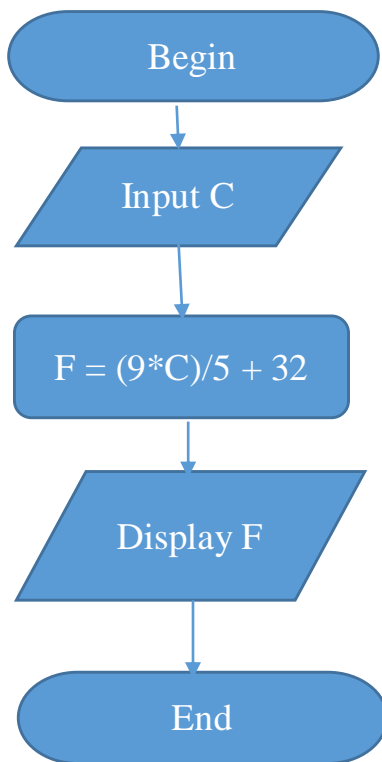 Begin
Input C
F = (9*C)/5 + 32
Display F
End